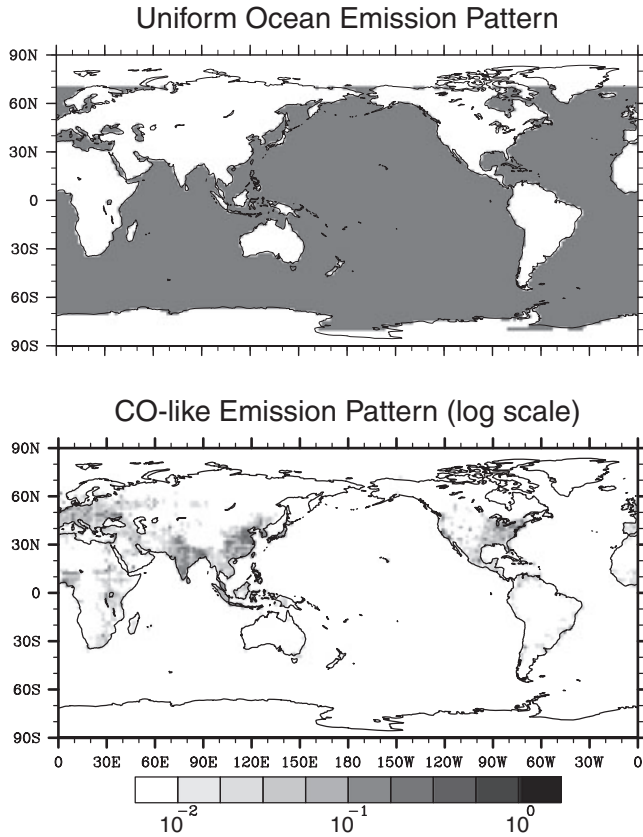 Uniform Ocean Emission Pattern
90N
60N
30N
0
30S
60S
90S
CO-like Emission Pattern (log scale)
90N
60N
30N
0
30S
60S
90S
0 30E 60E 90E 120E 150E 180 150W 120W 90W 60W 30W 0
10-2 10-1 100